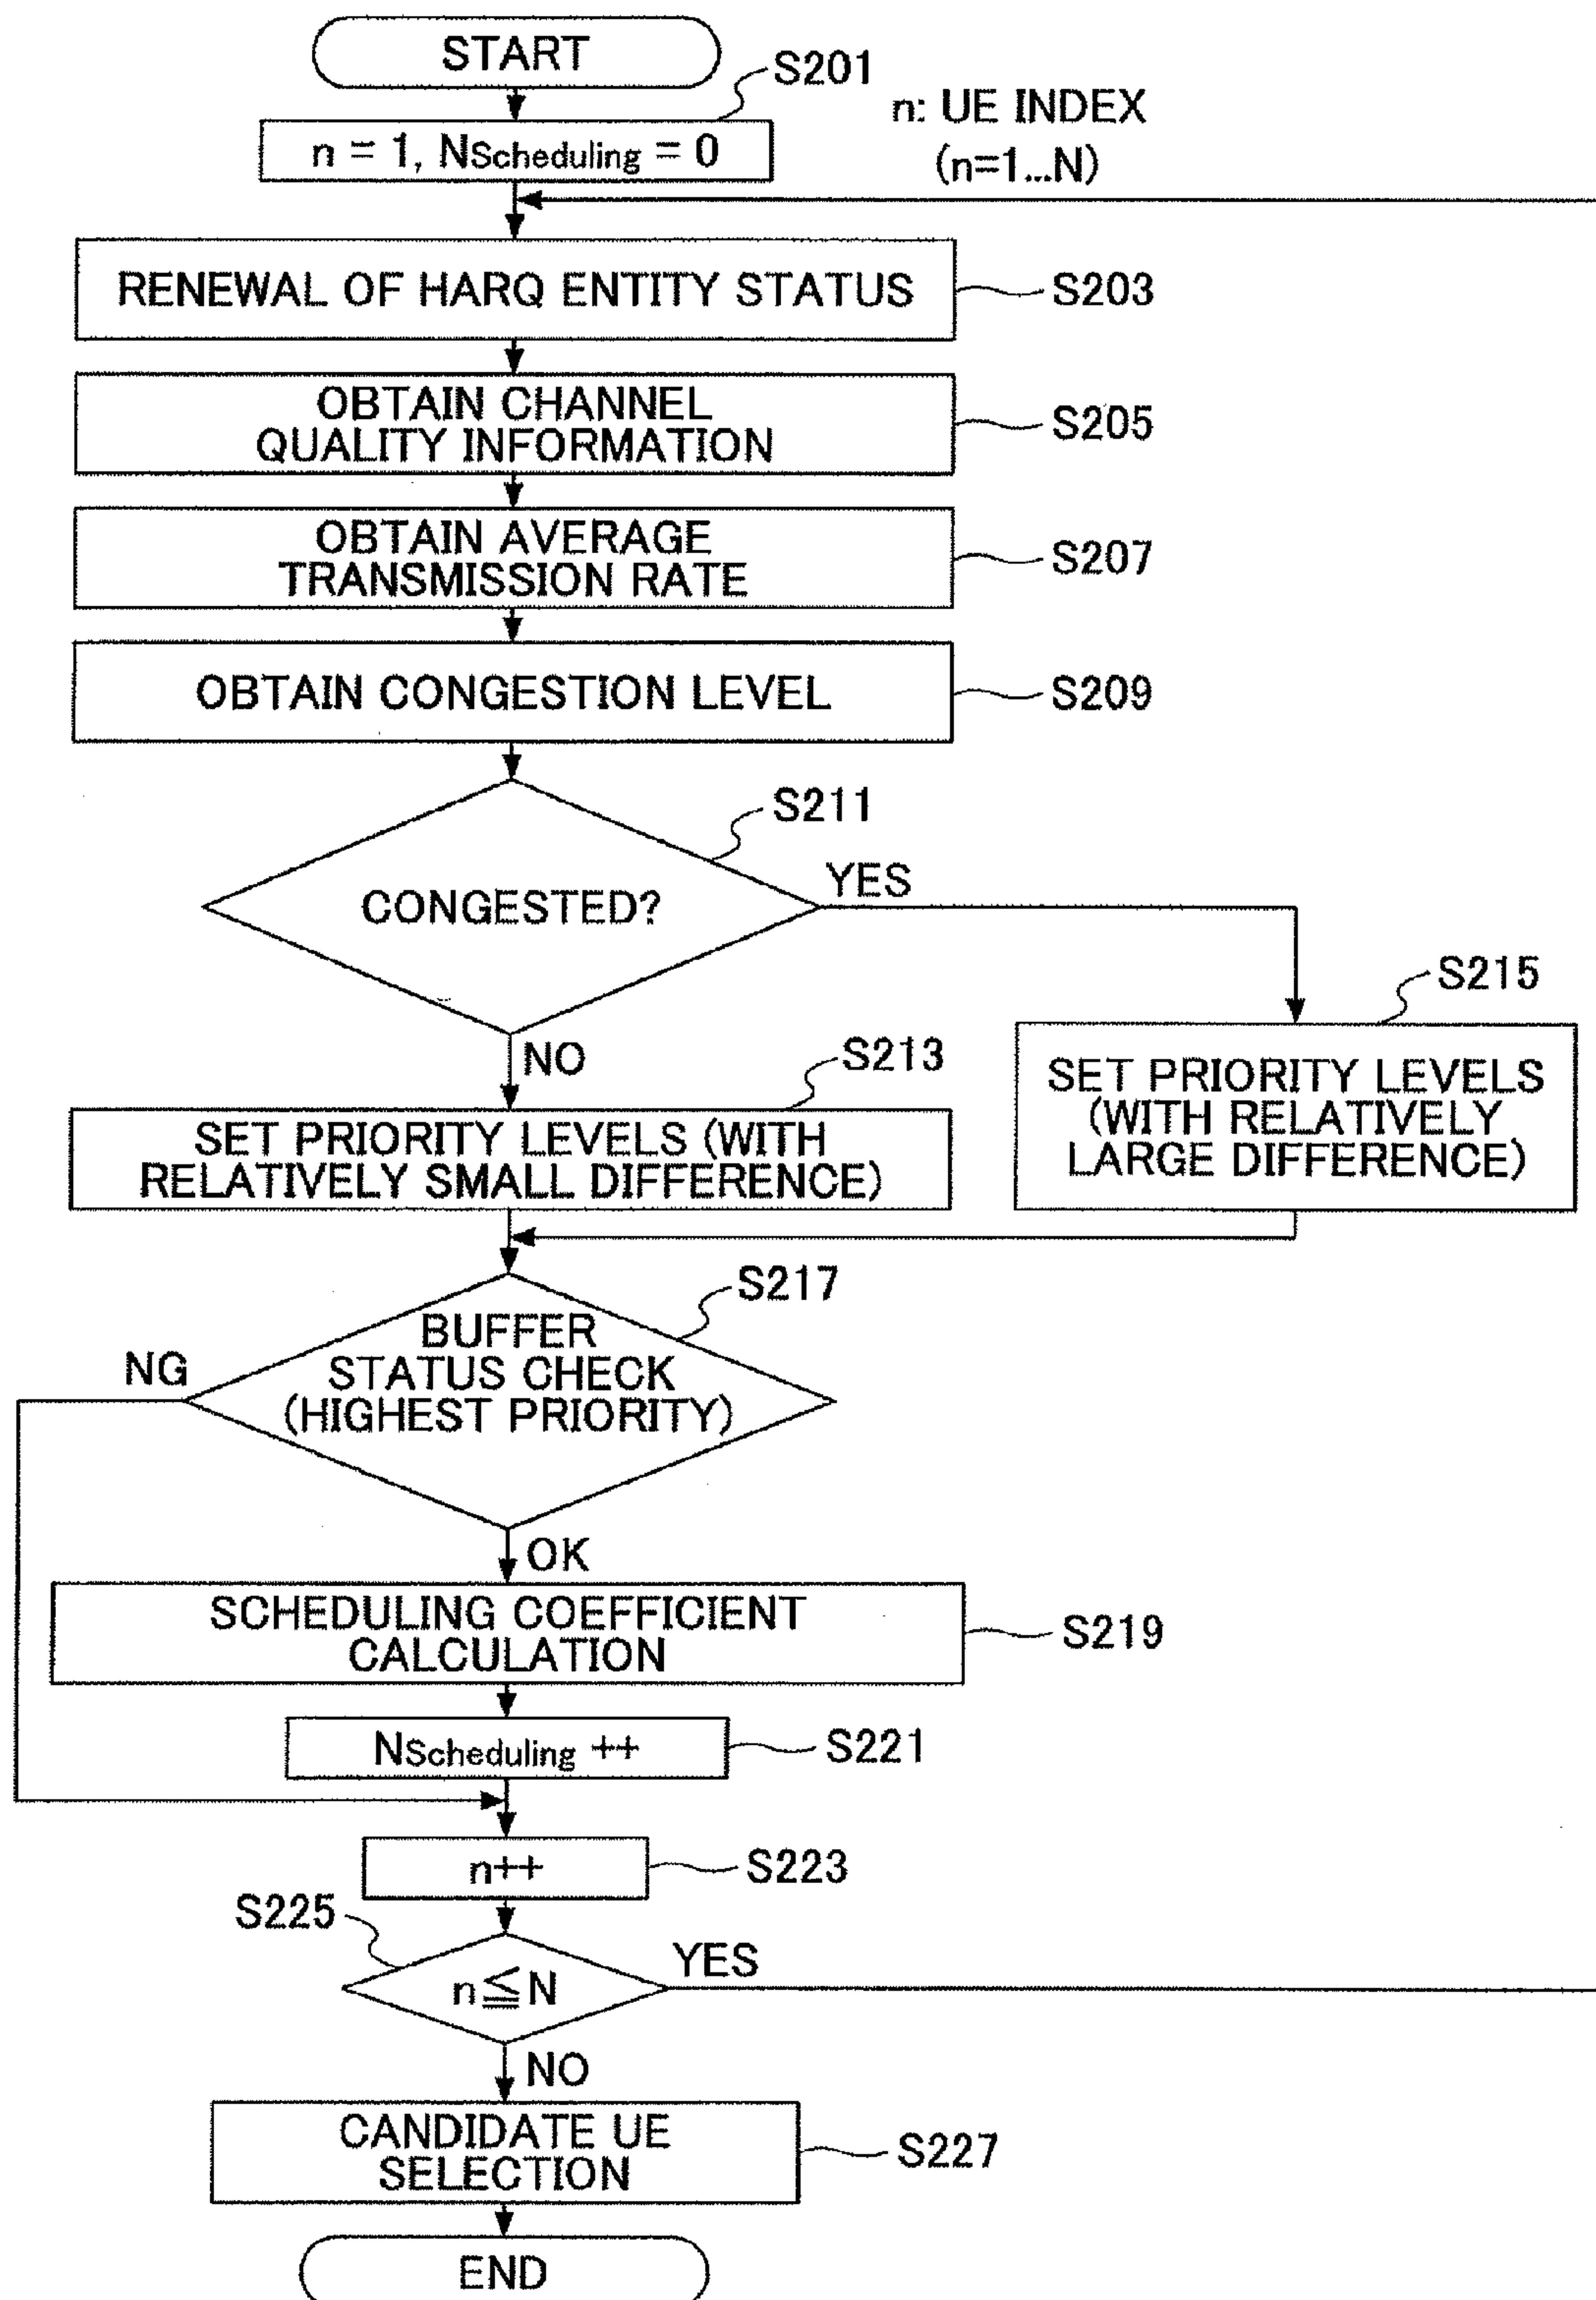 START
S201
n = 1, NScheduling = 0
n: UE INDEX
(n=1...N)
RENEWAL OF HARQ ENTITY STATUS
S203
OBTAIN CHANNEL
QUALITY INFORMATION
S205
OBTAIN AVERAGE
TRANSMISSION RATE
S207
OBTAIN CONGESTION LEVEL
S209
S211
CONGESTED?
YES
NO
S213
SET PRIORITY LEVELS (WITH
RELATIVELY SMALL DIFFERENCE)
S215
SET PRIORITY LEVELS
(WITH RELATIVELY
LARGE DIFFERENCE)
S217
BUFFER
STATUS CHECK
(HIGHEST PRIORITY)
NG
OK
SCHEDULING COEFFICIENT
CALCULATION
S219
NScheduling ++
S221
n++
S223
S225
n≦N
YES
NO
CANDIDATE UE
SELECTION
S227
END